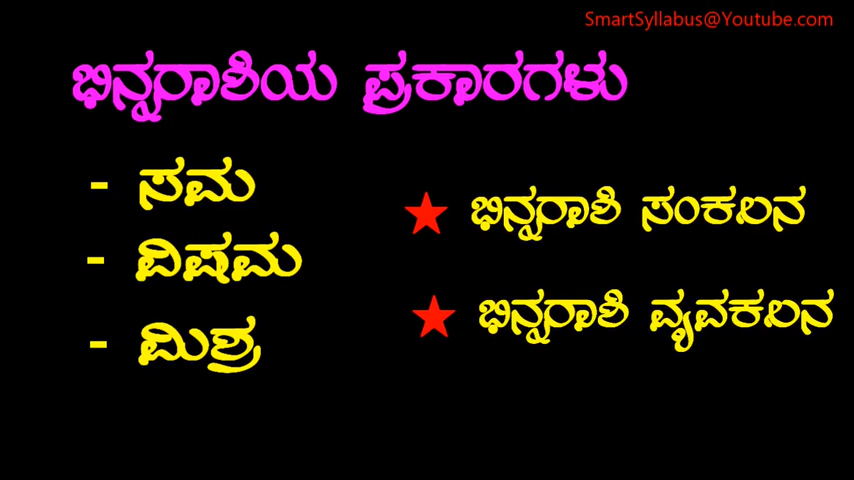 SmartSyllabus@Youtube.com
ಭಿನ್ನರಾಶಿಯ ಪ್ರಕಾರಗಳು
- ಸಮ
- ವಿಷಮ
- ಮಿಶ್ರ
★ ಭಿನ್ನರಾಶಿ ಸಂಕಲನ
★ ಭಿನ್ನರಾಶಿ ವ್ಯವಕಲನ